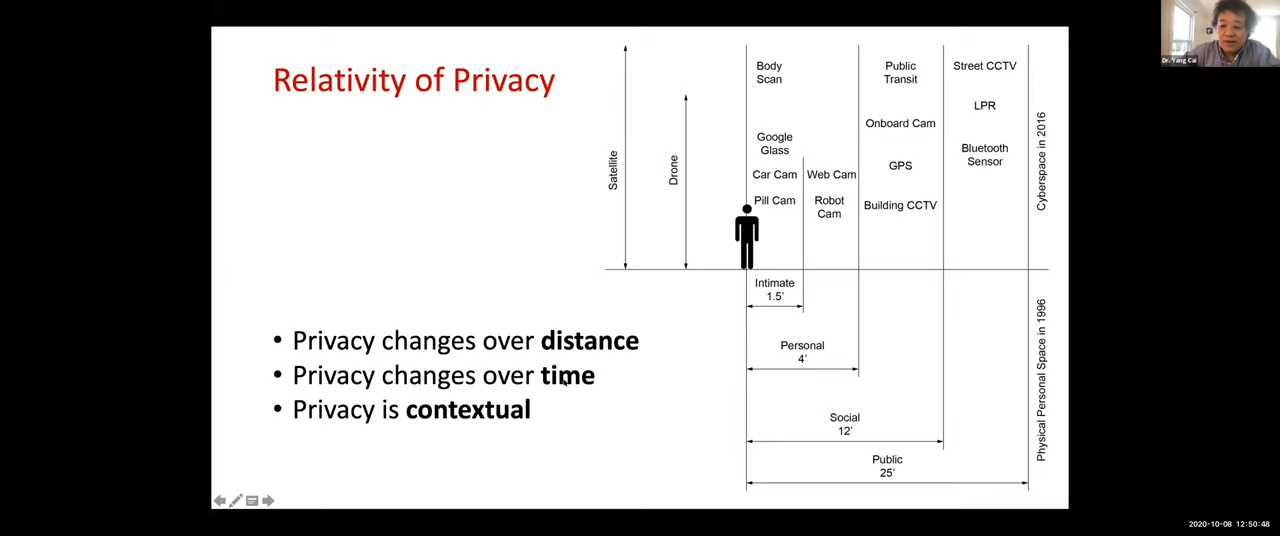 Relativity of Privacy
• Privacy changes over distance
• Privacy changes over time
• Privacy is contextual
Satellite
Drone
Body
Scan
Google
Glass
Car Cam
Pill Cam
Web Cam
Robot
Cam
Public
Transit
Onboard Cam
GPS
Building CCTV
Street CCTV
LPR
Bluetooth
Sensor
Cyberspace in 2016
Intimate
1.5'
Personal
4'
Social
12'
Public
25'
Physical Personal Space in 1996
Dr. Yang Cai
2020-10-08 12:50:48